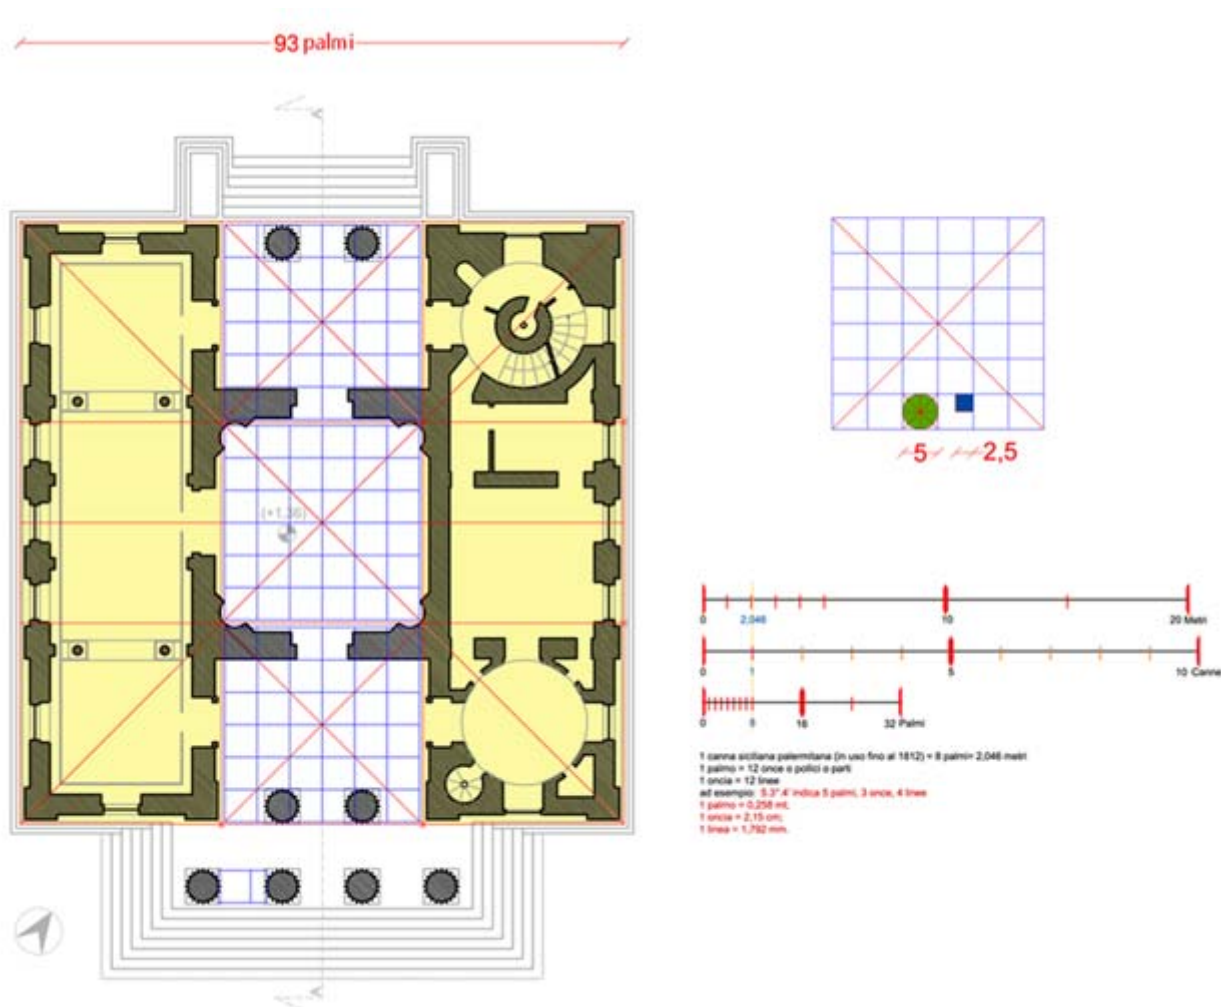 93 palmi
(+1,36)
5 2,5
0 2,046 10 20 Metri
0 1 5 10 Canne
0 8 16 32 Palmi
1 canna siciliana palermitana (in uso fino al 1812) = 8 palmi= 2,046 metri
1 palmo = 12 once o pollici o parti
1 oncia = 12 linee
ad esempio: 5.3".4' indica 5 palmi, 3 once, 4 linee
1 palmo = 0,258 mt,
1 oncia = 2,15 cm;
1 linea = 1,792 mm.